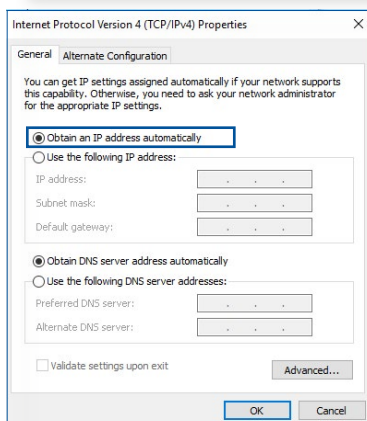 Internet Protocol Version 4 (TCP/IPv4) Properties
General
Alternate Configuration
You can get IP settings assigned automatically if your network supports
this capability. Otherwise, you need to ask your network administrator
for the appropriate IP settings.
Obtain an IP address automatically
Use the following IP address:
IP address:
Subnet mask:
Default gateway:
Obtain DNS server address automatically
Use the following DNS server addresses:
Preferred DNS server:
Alternate DNS server:
Validate settings upon exit
Advanced...
OK
Cancel